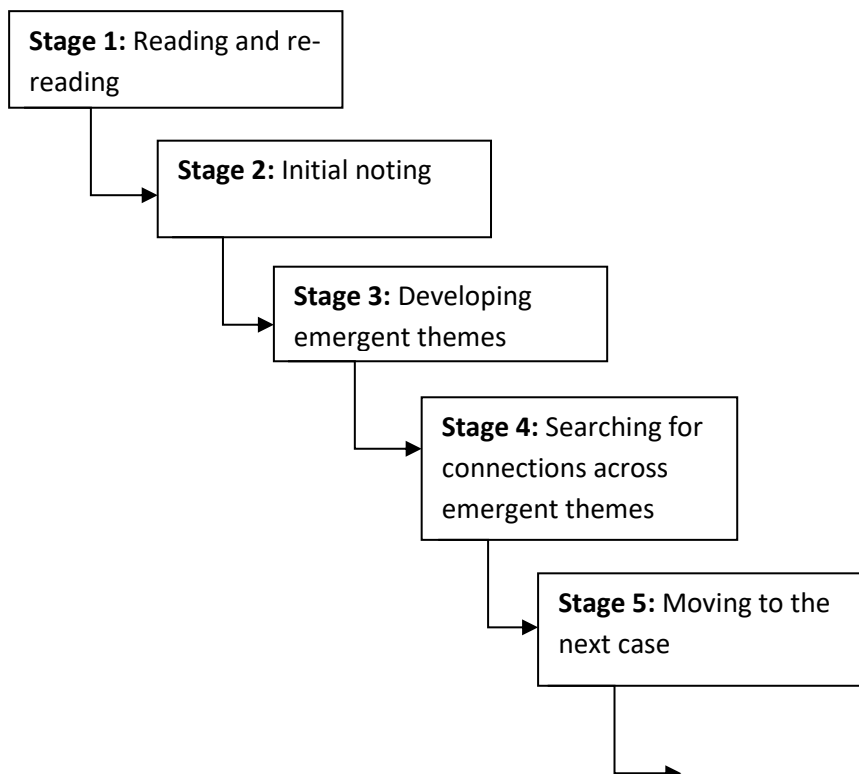 Stage 1: Reading and re-
reading
Stage 2: Initial noting
Stage 3: Developing
emergent themes
Stage 4: Searching for
connections across
emergent themes
Stage 5: Moving to the
next case